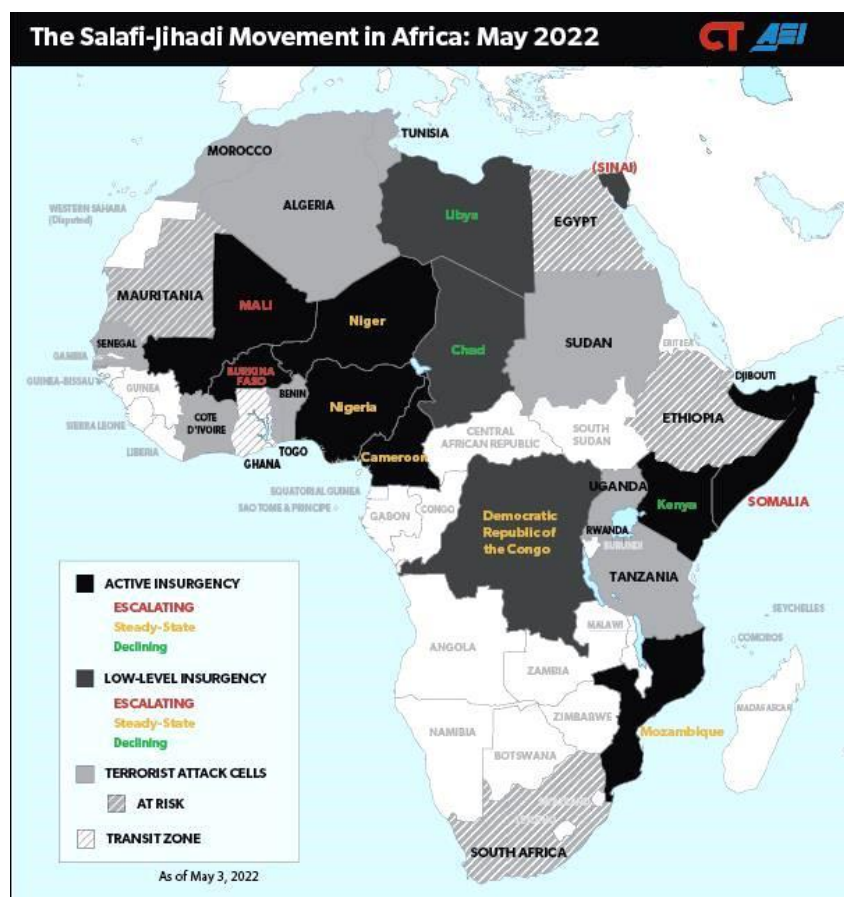 The Salafi-Jihadi Movement in Africa: May 2022
CT AEI
TUNISIA
MOROCCO
(SINAI)
ALGERIA
Libya
EGYPT
WESTERN SAHARA
(Disputed)
MAURITANIA
MALI
Niger
Chad
SUDAN
ERITREA
SENEGAL
GAMBIA
GUINEA-BISSAU
GUINEA
BURKINA
FASO
BENIN
Nigeria
DJIBOUTI
ETHIOPIA
SIERRA LEONE
COTE
D'IVOIRE
LIBERIA
GHANA
TOGO
Cameroon
CENTRAL
AFRICAN REPUBLIC
SOUTH
SUDAN
EQUATORIAL GUINEA
SAO TOME & PRINCIPE
GABON
CONGO
UGANDA
Kenya
SOMALIA
Democratic
Republic of
the Congo
RWANDA
BURUNDI
TANZANIA
SEYCHELLES
COMOROS
ANGOLA
MALAWI
ZAMBIA
MADAGASCAR
ZIMBABWE
Mozambique
NAMIBIA
BOTSWANA
SOUTH AFRICA
ACTIVE INSURGENCY
ESCALATING
Steady-State
Declining
LOW-LEVEL INSURGENCY
ESCALATING
Steady-State
Declining
TERRORIST ATTACK CELLS
AT RISK
TRANSIT ZONE
As of May 3, 2022